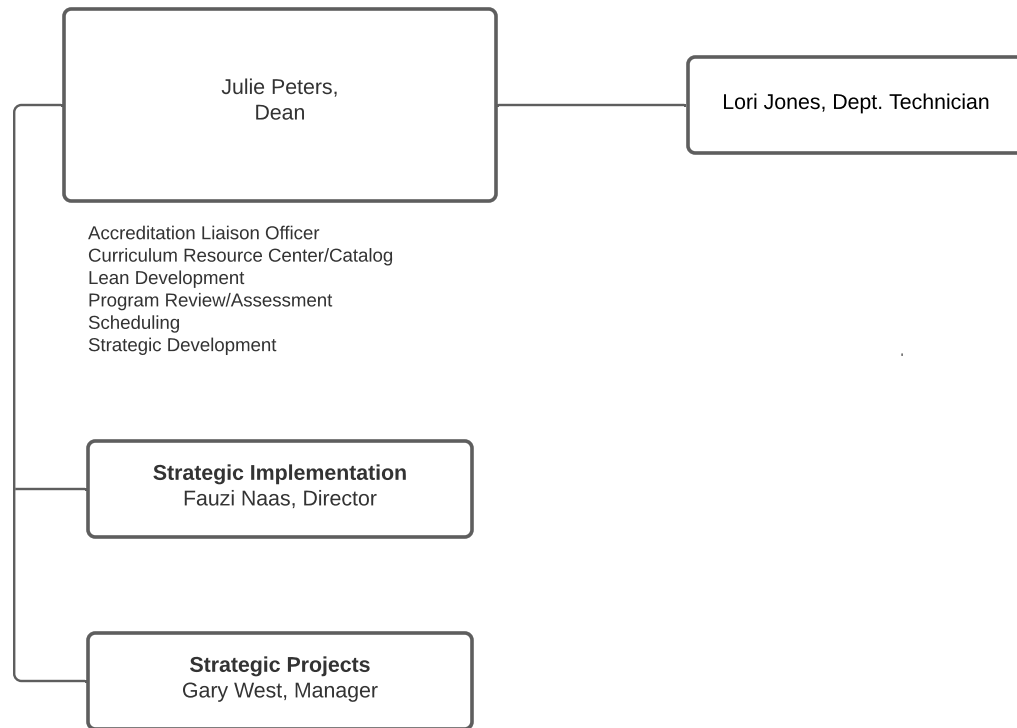 Julie Peters,
Dean
Lori Jones, Dept. Technician
Accreditation Liaison Officer
Curriculum Resource Center/Catalog
Lean Development
Program Review/Assessment
Scheduling
Strategic Development
Strategic Implementation
Fauzi Naas, Director
Strategic Projects
Gary West, Manager